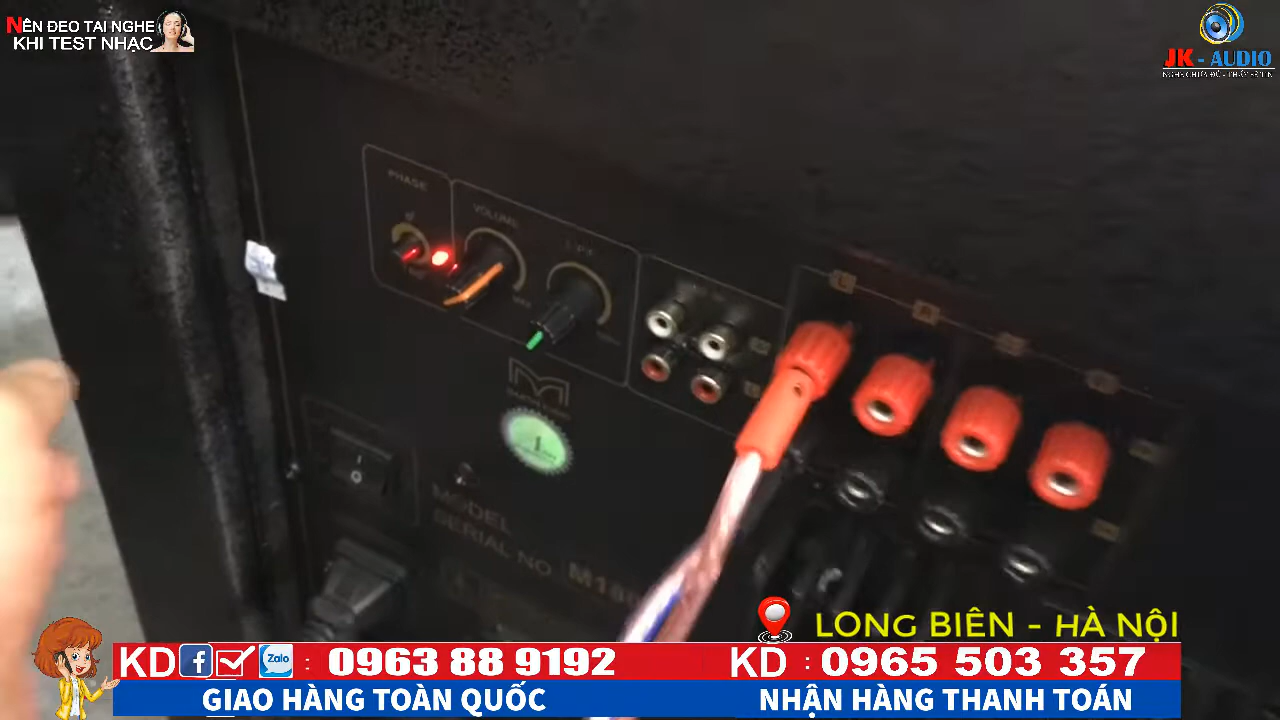 NÊN ĐEO TAI NGHE
KHI TEST NHẠC
JK - AUDIO
PHASE
VOLUME
MODEL
SERIAL NO
LONG BIÊN - HÀ NỘI
KD f Zalo : 0963 88 9192
KD : 0965 503 357
GIAO HÀNG TOÀN QUỐC
NHẬN HÀNG THANH TOÁN